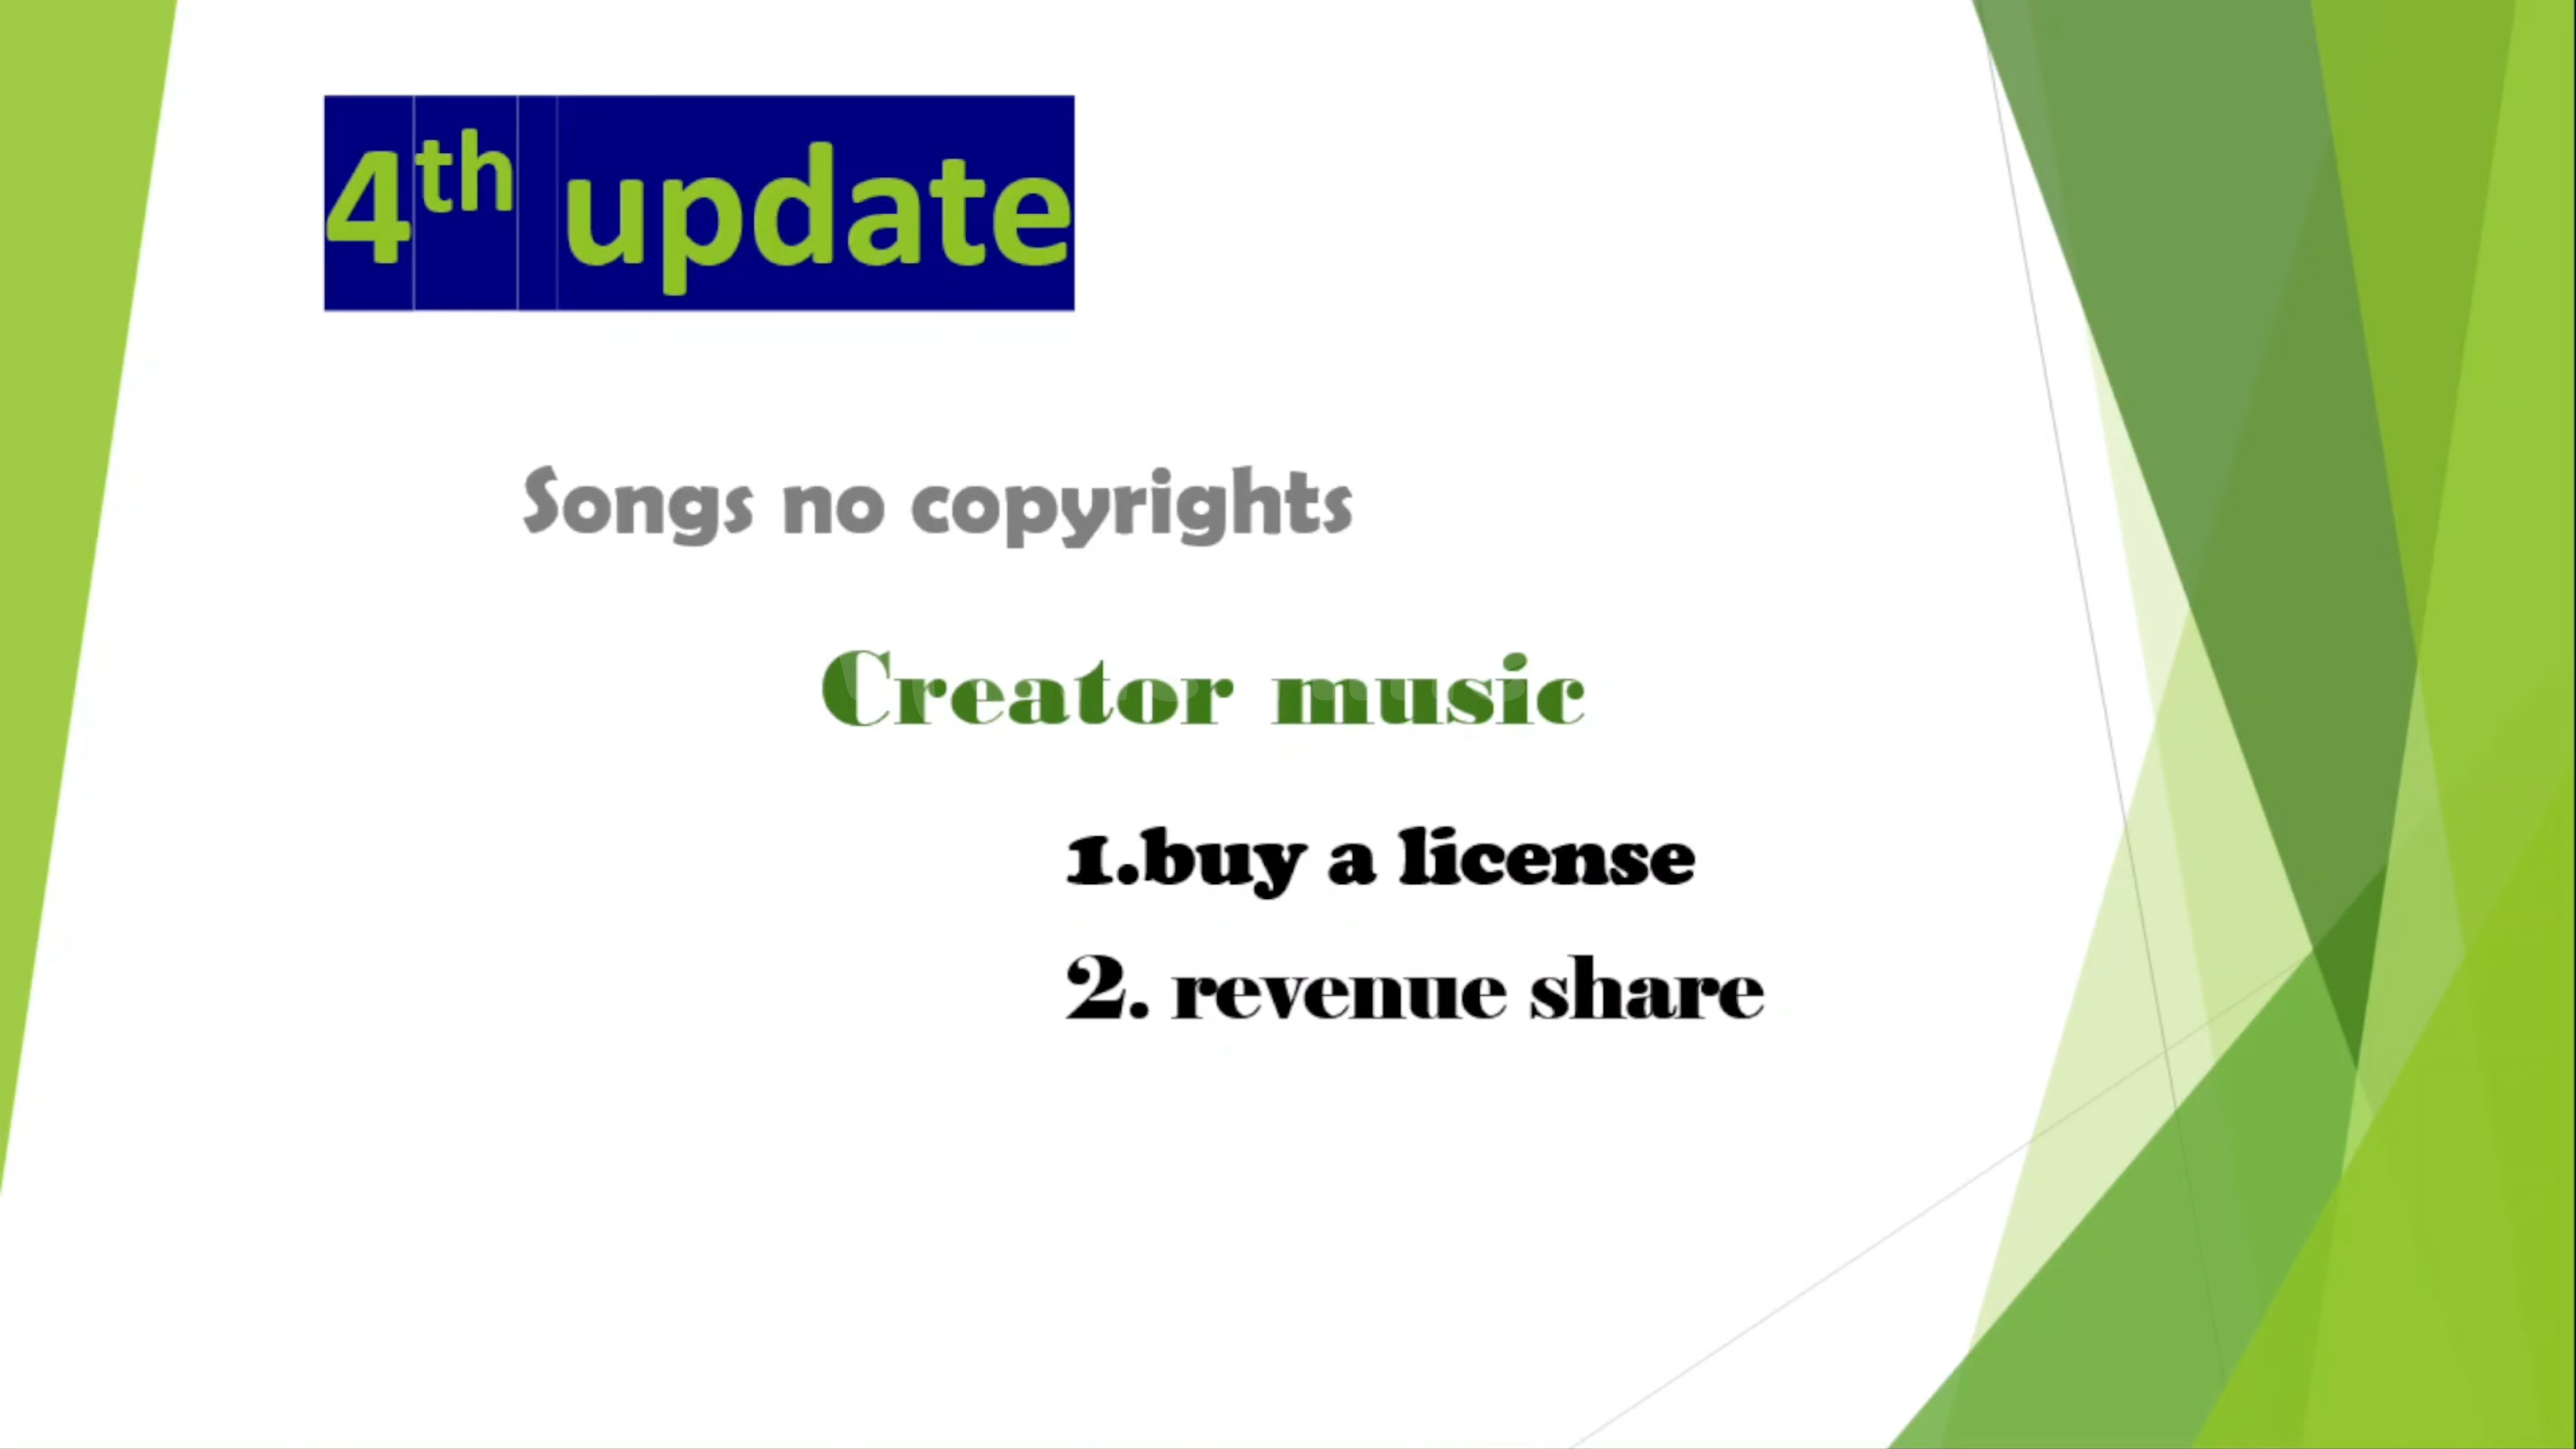 4th update
Songs no copyrights
Creator music
1.buy a license
2. revenue share